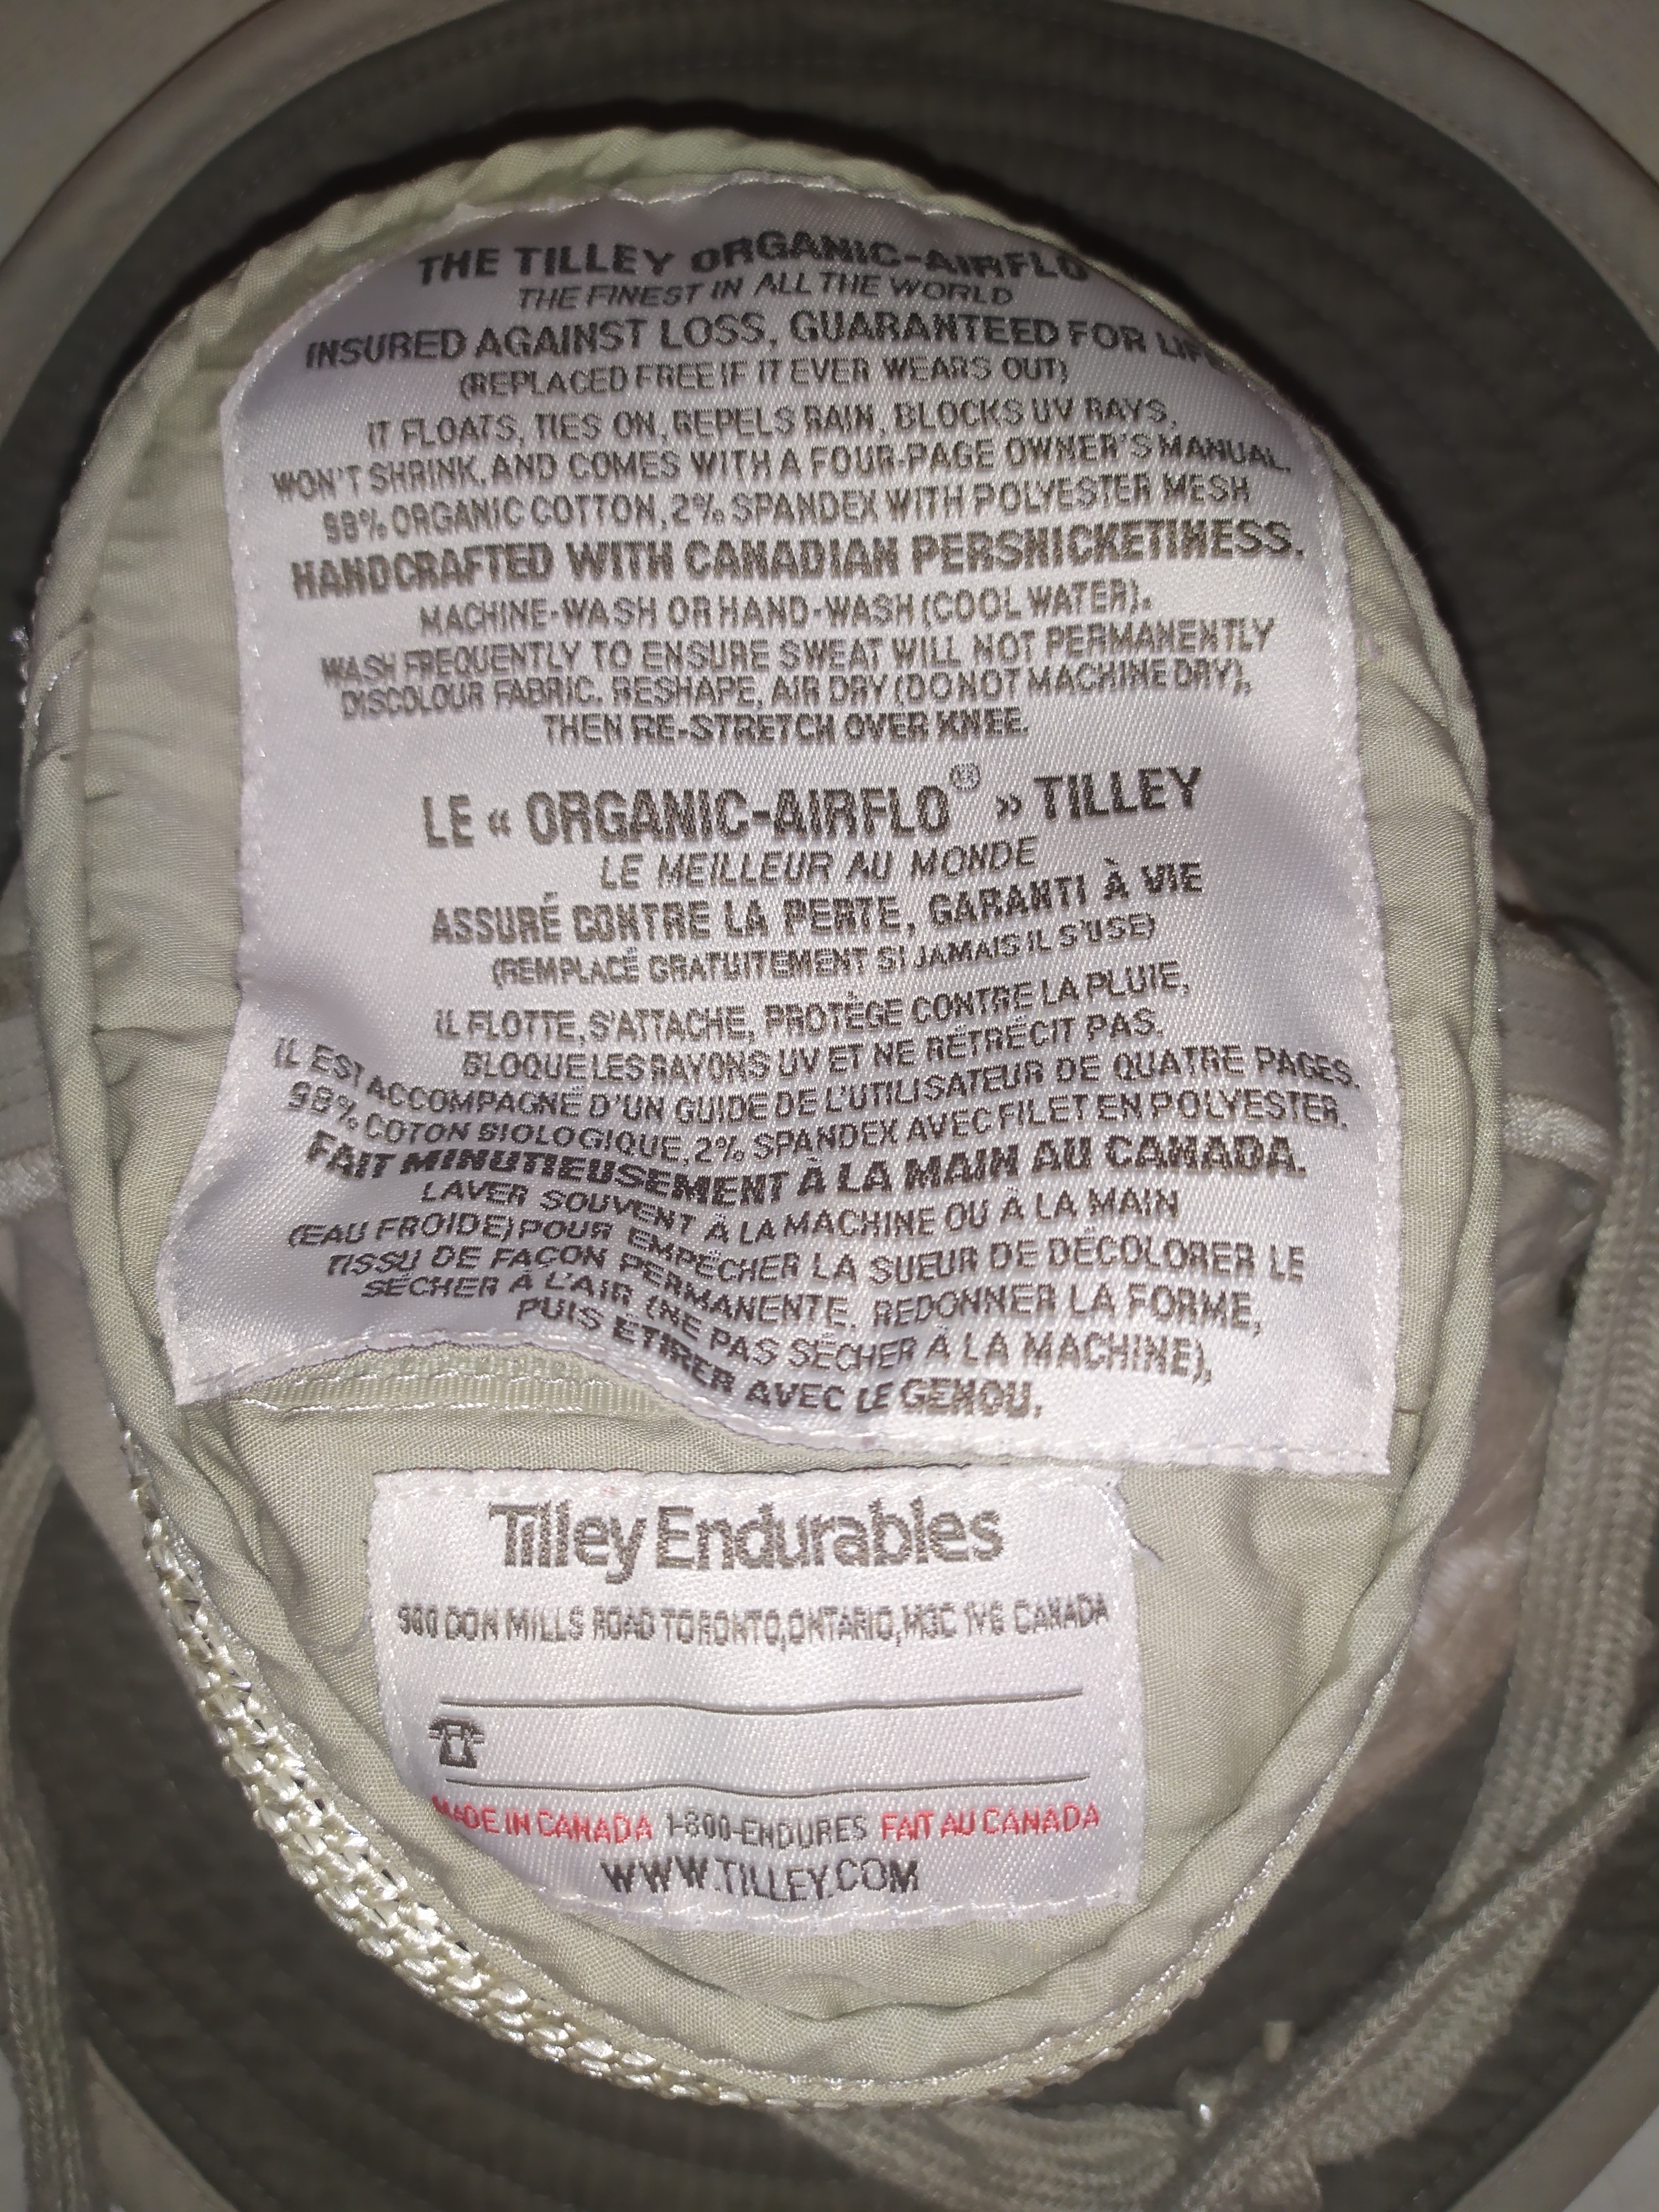 THE TILLEY ORGANIC-AIRFLO
THE FINEST IN ALL THE WORLD
INSURED AGAINST LOSS, GUARANTEED FOR LIF
(REPLACED FREE IF IT EVER WEARS OUT)
IT FLOATS, TIES ON, REPELS RAIN, BLOCKS UV RAYS,
WON'T SHRINK, AND COMES WITH A FOUR-PAGE OWNER'S MANUAL.
98% ORGANIC COTTON, 2% SPANDEX WITH POLYESTER MESH
HANDCRAFTED WITH CANADIAN PERSNICKETINESS.
MACHINE-WASH OR HAND-WASH (COOL WATER).
WASH FREQUENTLY TO ENSURE SWEAT WILL NOT PERMANENTLY
DISCOLOUR FABRIC. RESHAPE, AIR DRY (DO NOT MACHINE DRY),
THEN RE-STRETCH OVER KNEE.
LE « ORGANIC-AIRFLO® » TILLEY
LE MEILLEUR AU MONDE
ASSURÉ CONTRE LA PERTE, GARANTI À VIE
(REMPLACÉ GRATUITEMENT SI JAMAIS IL S'USE)
IL FLOTTE, S'ATTACHE, PROTÈGE CONTRE LA PLUIE,
BLOQUE LES RAYONS UV ET NE RÉTRÉCIT PAS.
IL EST ACCOMPAGNÉ D'UN GUIDE DE L'UTILISATEUR DE QUATRE PAGES.
98% COTON BIOLOGIQUE, 2% SPANDEX AVEC FILET EN POLYESTER.
FAIT MINUTIEUSEMENT À LA MAIN AU CANADA.
LAVER SOUVENT À LA MACHINE OU À LA MAIN
(EAU FROIDE) POUR EMPÊCHER LA SUEUR DE DÉCOLORER LE
TISSU DE FAÇON PERMANENTE. REDONNER LA FORME,
SÉCHER À L'AIR (NE PAS SÉCHER À LA MACHINE),
PUIS ÉTIRER AVEC LE GENOU.
Tilley Endurables
900 DON MILLS ROAD TORONTO, ONTARIO, M3C 1V6 CANADA
MADE IN CANADA 1-800-ENDURES FAIT AU CANADA
WWW.TILLEY.COM